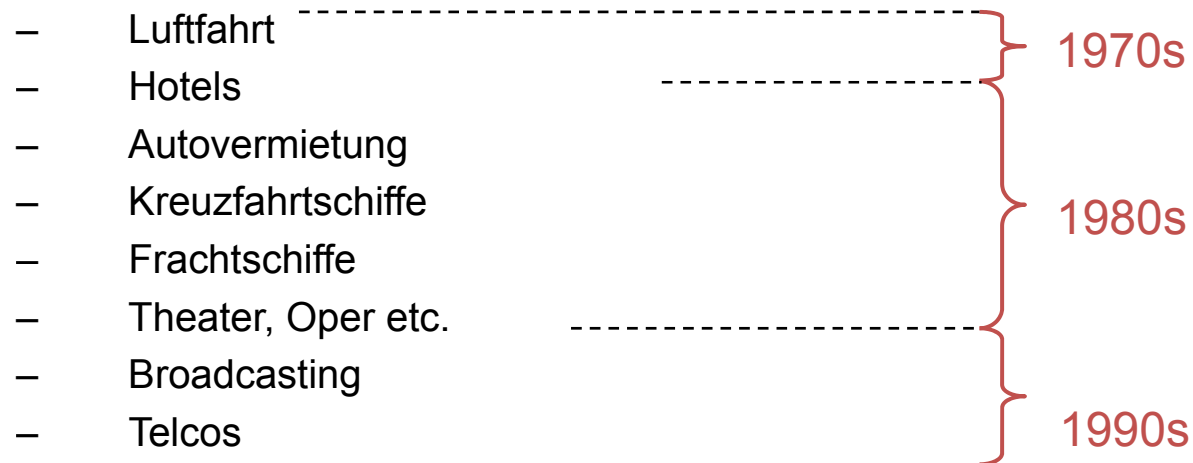 – Luftfahrt
1970s
– Hotels
– Autovermietung
– Kreuzfahrtschiffe
1980s
– Frachtschiffe
– Theater, Oper etc.
– Broadcasting
– Telcos
1990s